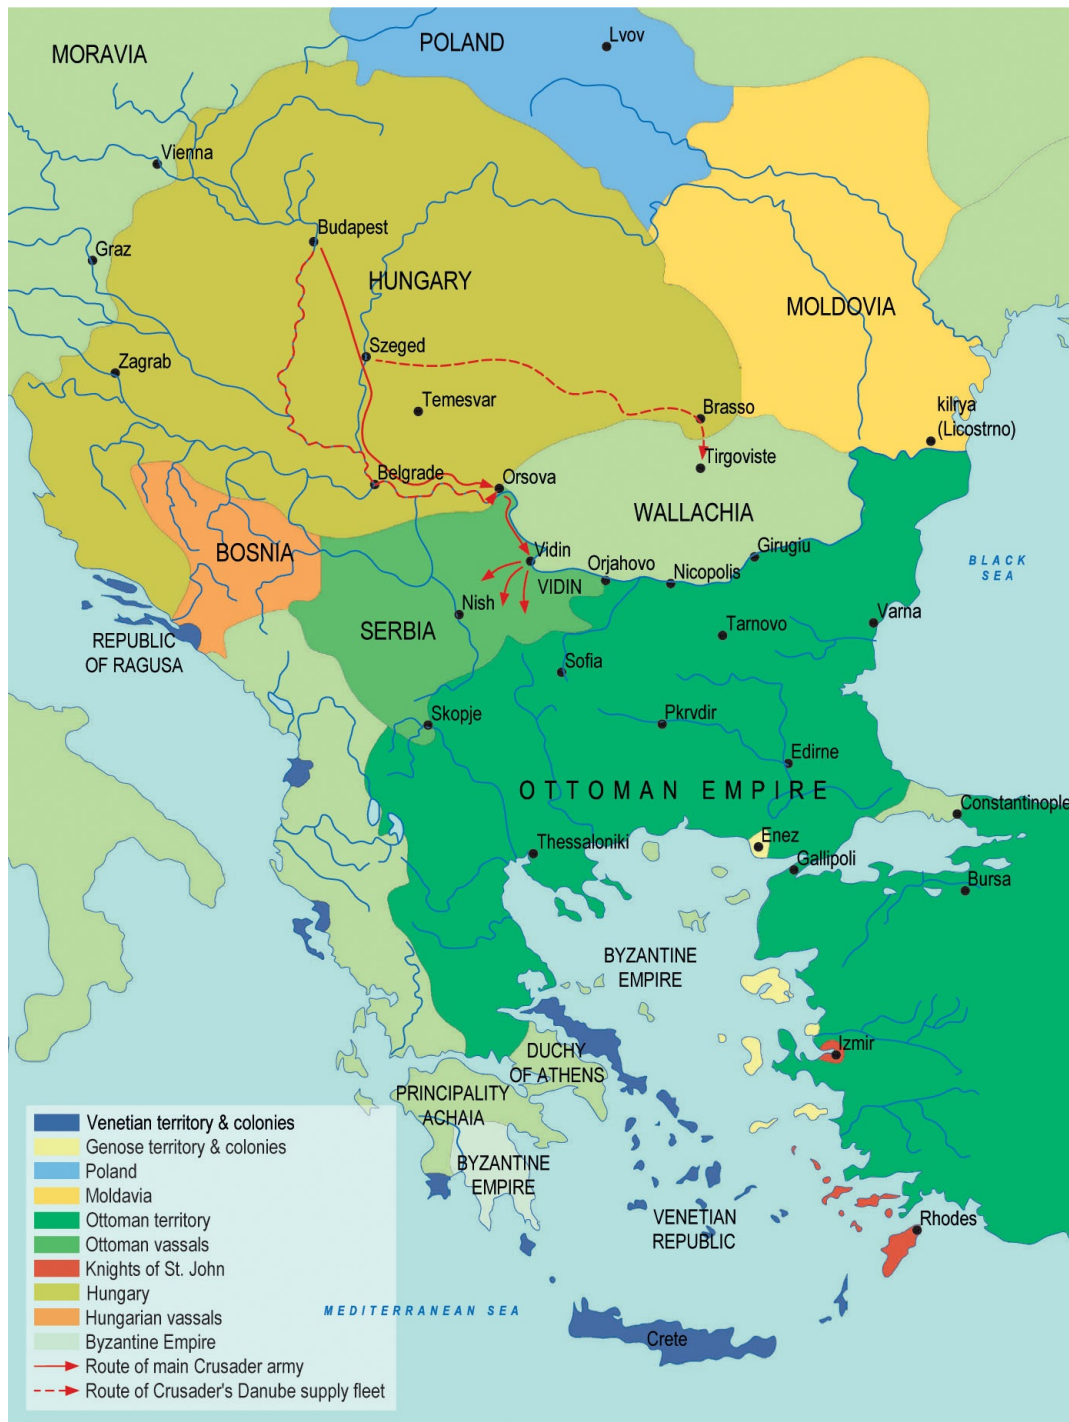 MORAVIA
POLAND
Lvov
Vienna
Budapest
Graz
HUNGARY
MOLDOVIA
Szeged
Zagrab
Temesvar
Brasso
kilrya
(Licostrno)
Tirgoviste
Belgrade
Orsova
WALLACHIA
BOSNIA
Vidin
Girugiu
Orjahovo
Nicopolis
VIDIN
BLACK
SEA
Nish
SERBIA
Varna
Tarnovo
REPUBLIC
OF RAGUSA
Sofia
Skopje
Pkrvdir
Edirne
OTTOMAN EMPIRE
Constantinople
Enez
Thessaloniki
Gallipoli
Bursa
BYZANTINE
EMPIRE
Izmir
DUCHY
OF ATHENS
PRINCIPALITY
ACHAIA
BYZANTINE
EMPIRE
VENETIAN
REPUBLIC
Rhodes
MEDITERRANEAN SEA
Crete
Venetian territory & colonies
Genose territory & colonies
Poland
Moldavia
Ottoman territory
Ottoman vassals
Knights of St. John
Hungary
Hungarian vassals
Byzantine Empire
Route of main Crusader army
Route of Crusader's Danube supply fleet